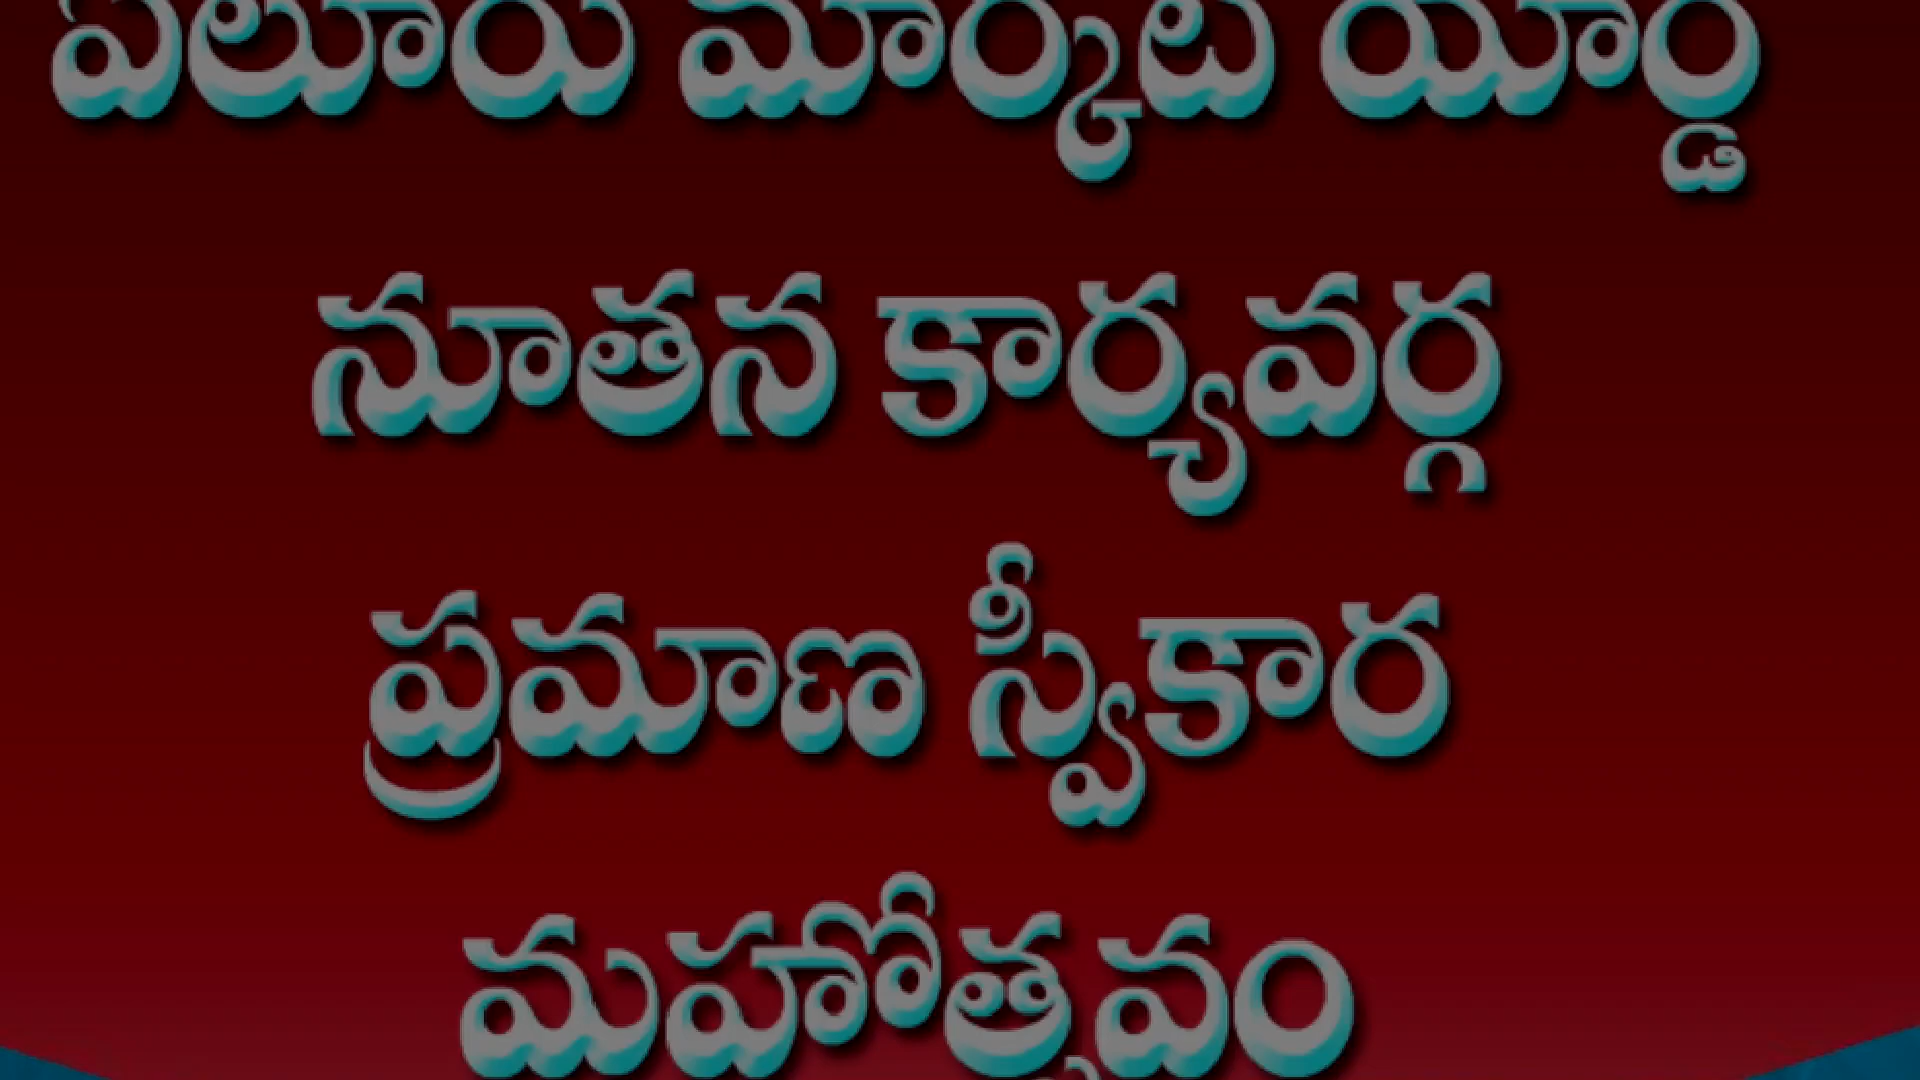 ఏలూరు మార్కెట్ యార్డ్
నూతన కార్యవర్గ
ప్రమాణ స్వీకార
మహోత్సవం